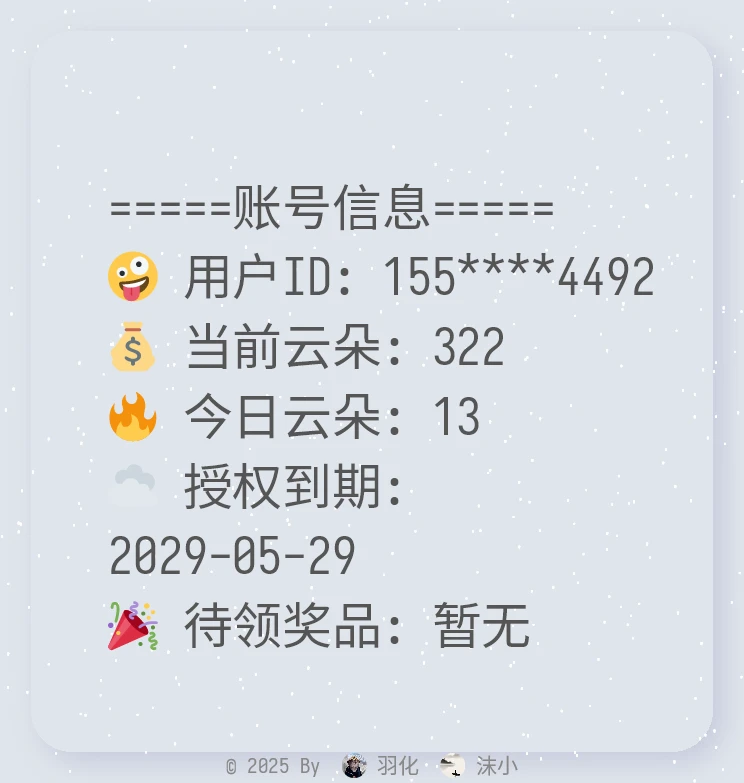 =====账号信息=====
🤪 用户ID: 155****4492
💰 当前云朵: 322
🔥 今日云朵: 13
☁️ 授权到期:
2029-05-29
🎉 待领奖品: 暂无
© 2025 By 羽化 沫小